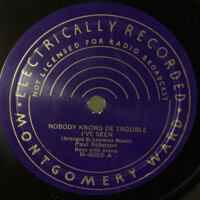 ELECTRICALLY RECORDED
NOT LICENSED FOR RADIO BROADCAST
NOBODY KNOWS DE TROUBLE
I'VE SEEN
(Arranged by Lawrence Brown)
Paul Robeson
Bass with piano
M-6055-A
MONTGOMERY WARD